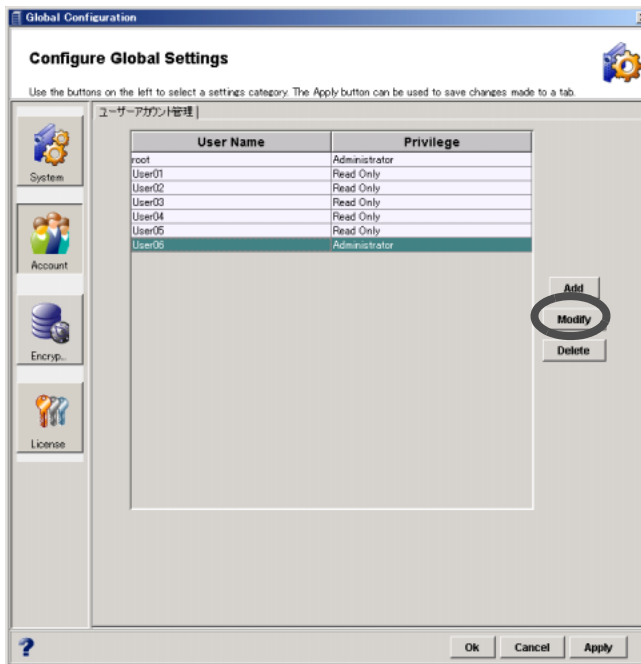 Global Configuration
Configure Global Settings
Use the buttons on the left to select a settings category. The Apply button can be used to save changes made to a tab.
ユーザーアカウント管理
System
Account
Encryp..
License
User Name Privilege
root Administrator
User01 Read Only
User02 Read Only
User03 Read Only
User04 Read Only
User05 Read Only
User06 Administrator
Add
Modify
Delete
?
Ok Cancel Apply